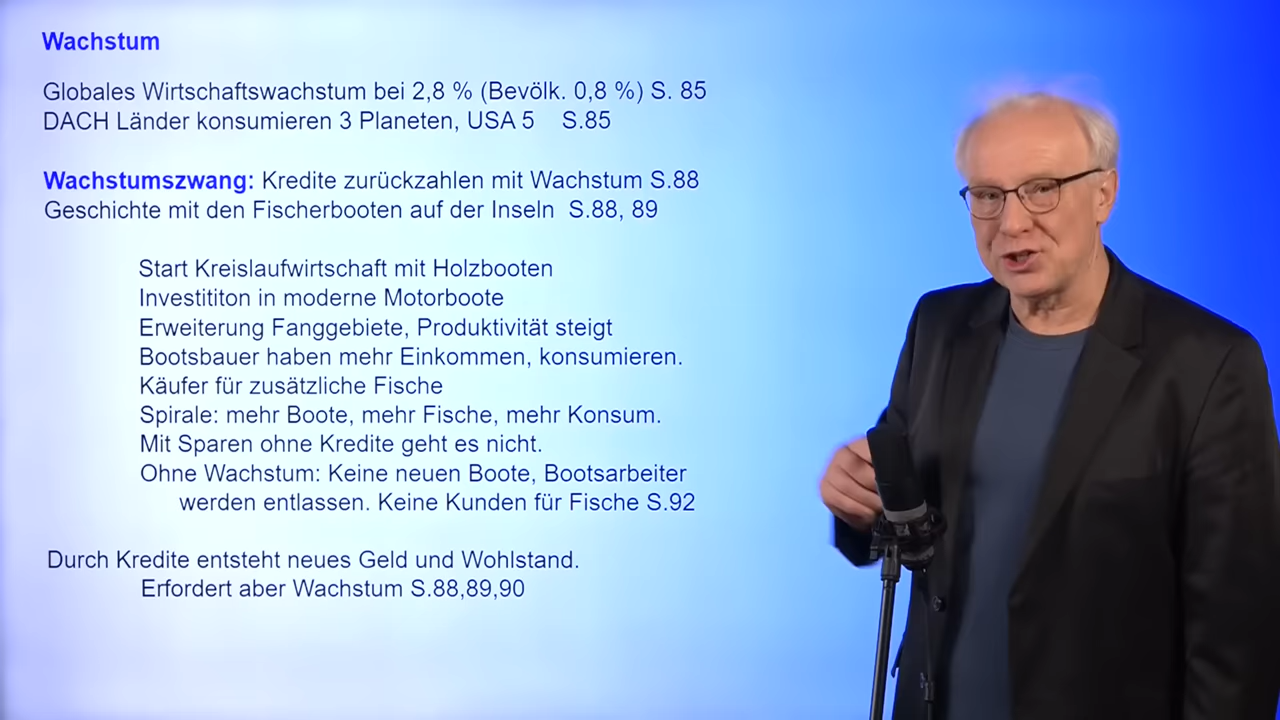 Wachstum
Globales Wirtschaftswachstum bei 2,8 % (Bevölk. 0,8 %) S. 85
DACH Länder konsumieren 3 Planeten, USA 5 S.85
Wachstumszwang: Kredite zurückzahlen mit Wachstum S.88
Geschichte mit den Fischerbooten auf der Inseln S.88, 89
Start Kreislaufwirtschaft mit Holzbooten
Investititon in moderne Motorboote
Erweiterung Fanggebiete, Produktivität steigt
Bootsbauer haben mehr Einkommen, konsumieren.
Käufer für zusätzliche Fische
Spirale: mehr Boote, mehr Fische, mehr Konsum.
Mit Sparen ohne Kredite geht es nicht.
Ohne Wachstum: Keine neuen Boote, Bootsarbeiter
werden entlassen. Keine Kunden für Fische S.92
Durch Kredite entsteht neues Geld und Wohlstand.
Erfordert aber Wachstum S.88,89,90